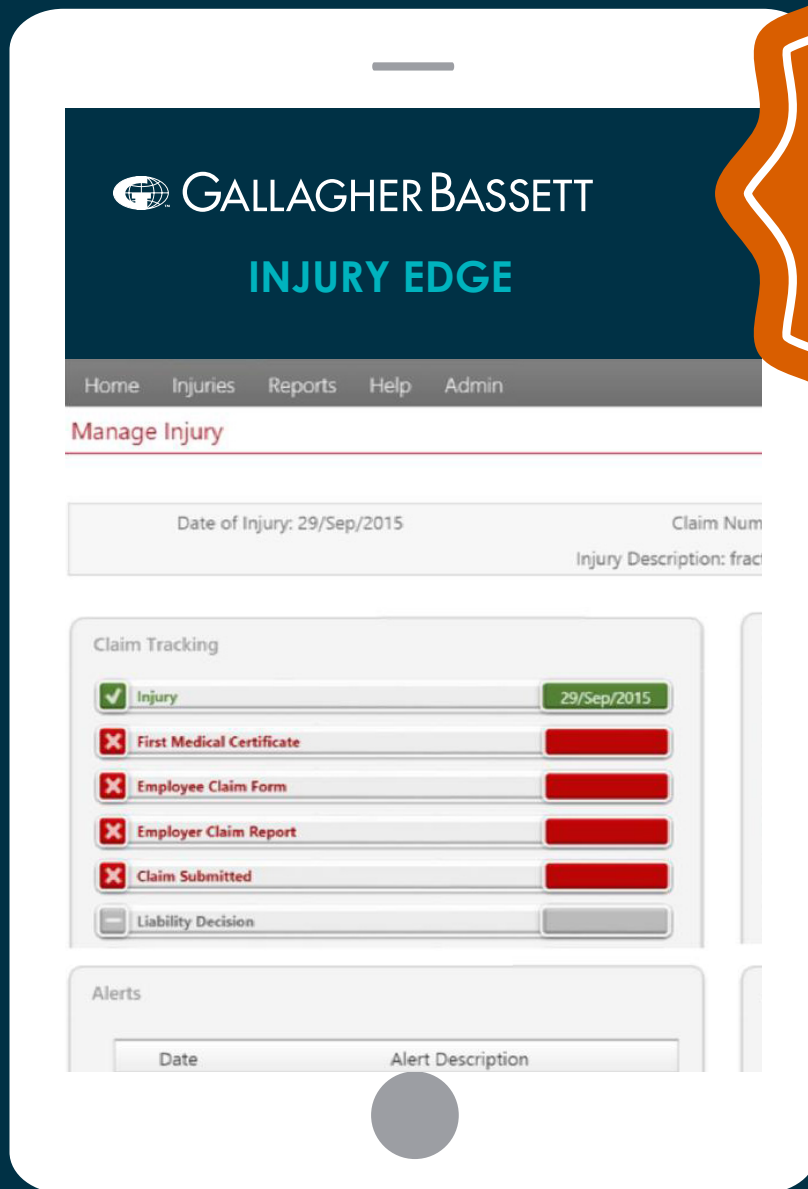 GALLAGHER BASSETT
INJURY EDGE
Home Injuries Reports Help Admin
Manage Injury
Date of Injury: 29/Sep/2015 Claim Num
Injury Description: frac
Claim Tracking
Injury 29/Sep/2015
First Medical Certificate
Employee Claim Form
Employer Claim Report
Claim Submitted
Liability Decision
Alerts
Date Alert Description